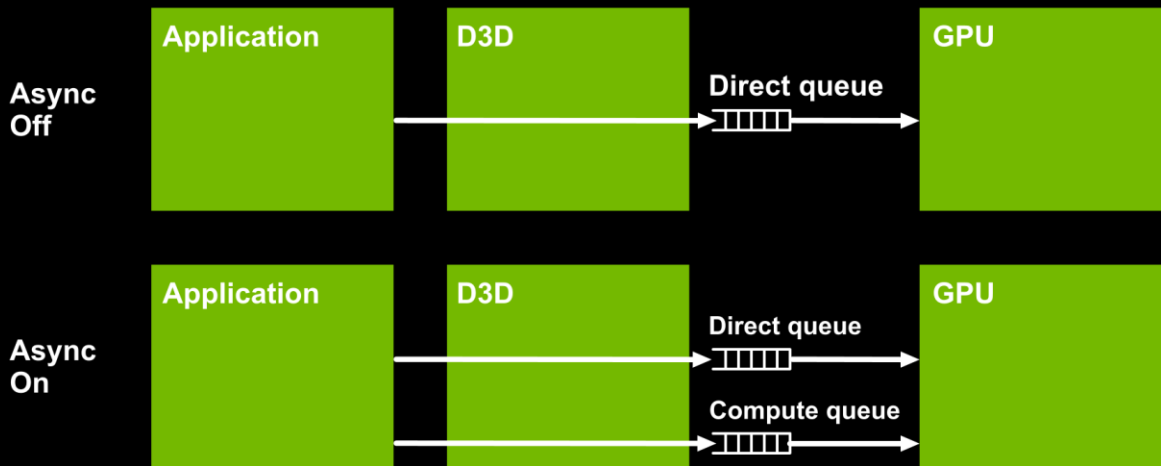 Application
D3D
GPU
Async
Off
Direct queue
Application
D3D
GPU
Async
On
Direct queue
Compute queue